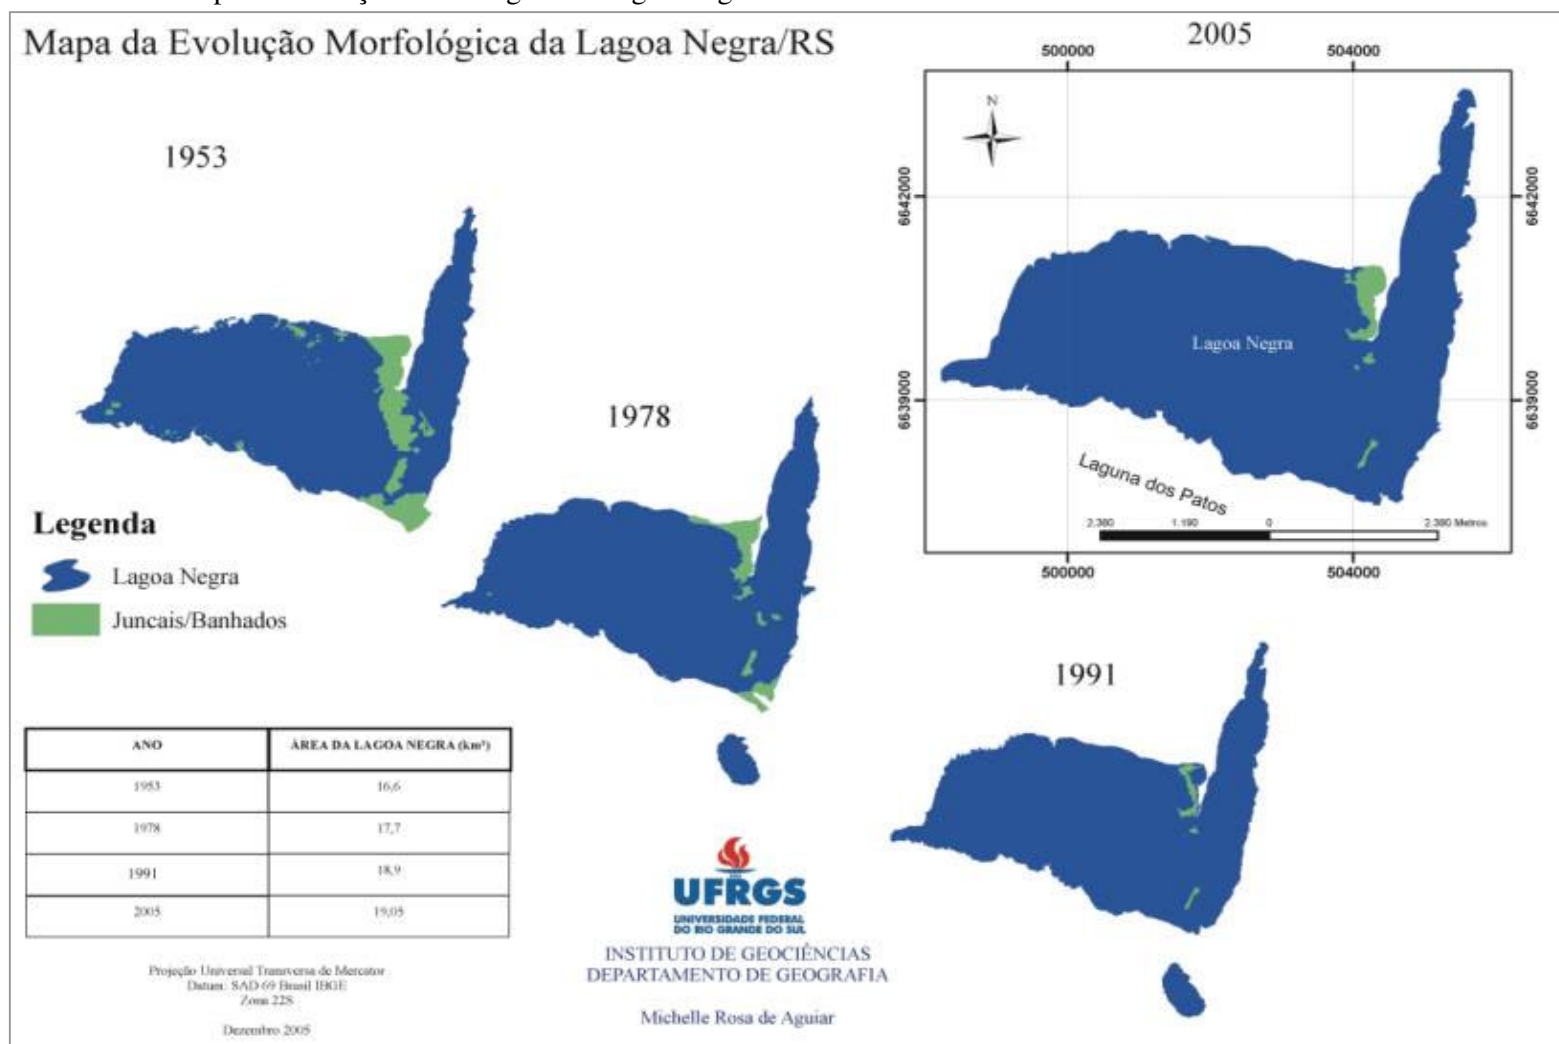 Mapa da Evolução Morfológica da Lagoa Negra/RS
2005
500000
504000
N
1953
6642000
6642000
1978
Lagoa Negra
6639000
6639000
Laguna dos Patos
2.380
1.190
0
2.380 Metros
500000
504000
Legenda
Lagoa Negra
Juncais/Banhados
1991
ANO
ÁREA DA LAGOA NEGRA (km²)
1953
16,6
1978
17,7
1991
18,9
2005
19,05
UFRGS
UNIVERSIDADE FEDERAL
DO RIO GRANDE DO SUL
INSTITUTO DE GEOCIÊNCIAS
DEPARTAMENTO DE GEOGRAFIA
Michelle Rosa de Aguiar
Projeção Universal Transversa de Mercator
Datum: SAD 69 Brasil IBGE
Zona 22S
Dezembro 2005